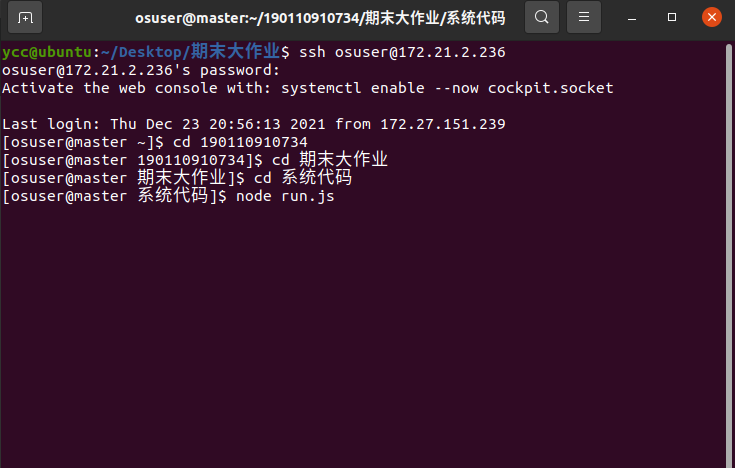 osuser@master:~/190110910734/期末大作业/系统代码
ycc@ubuntu:~/Desktop/期末大作业$ ssh osuser@172.21.2.236
osuser@172.21.2.236's password:
Activate the web console with: systemctl enable --now cockpit.socket
Last login: Thu Dec 23 20:56:13 2021 from 172.27.151.239
[osuser@master ~]$ cd 190110910734
[osuser@master 190110910734]$ cd 期末大作业
[osuser@master 期末大作业]$ cd 系统代码
[osuser@master 系统代码]$ node run.js